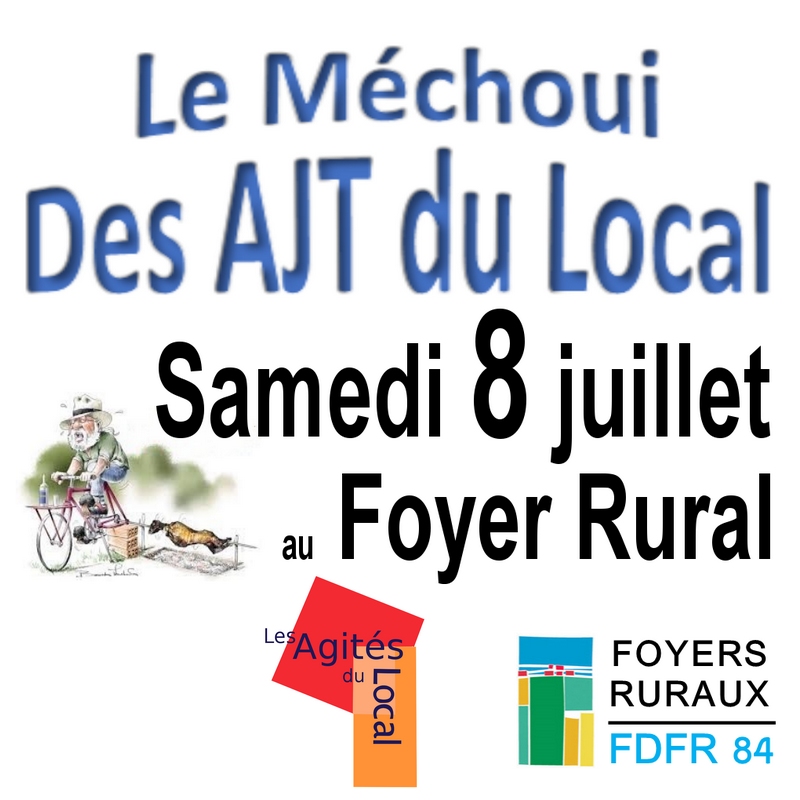 Le Méchoui
Des AJT du Local
Samedi 8 juillet
au Foyer Rural
Les Agités
du Local
FOYERS
RURAUX
FDFR 84